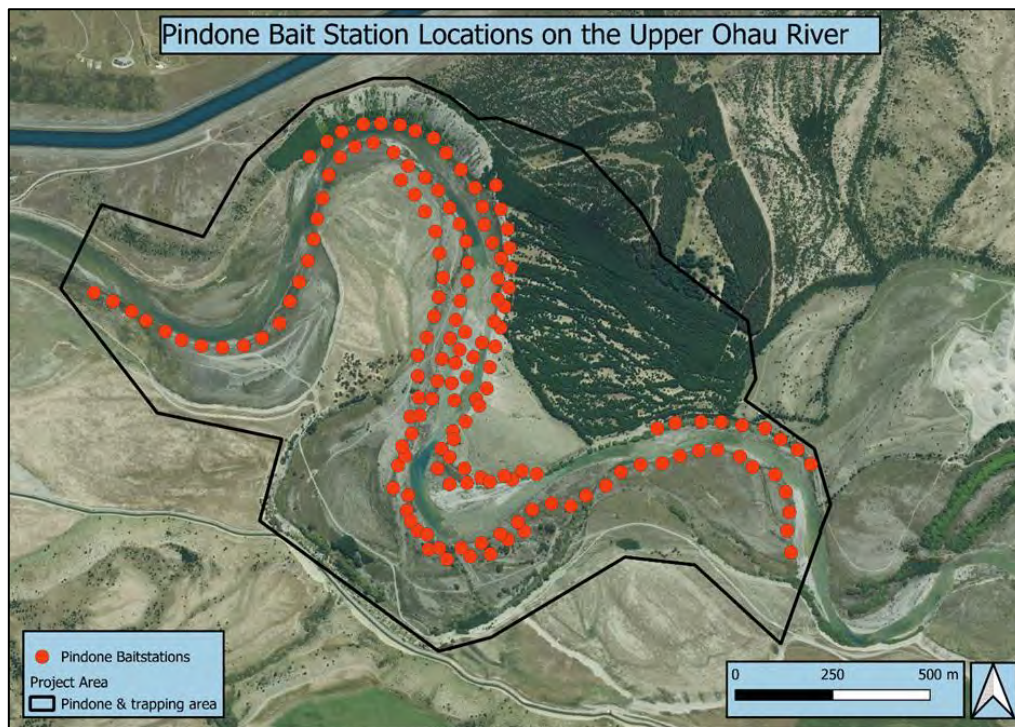 Pindone Bait Station Locations on the Upper Ohau River
Pindone Baitstations
Project Area
Pindone & trapping area
0 250 500 m